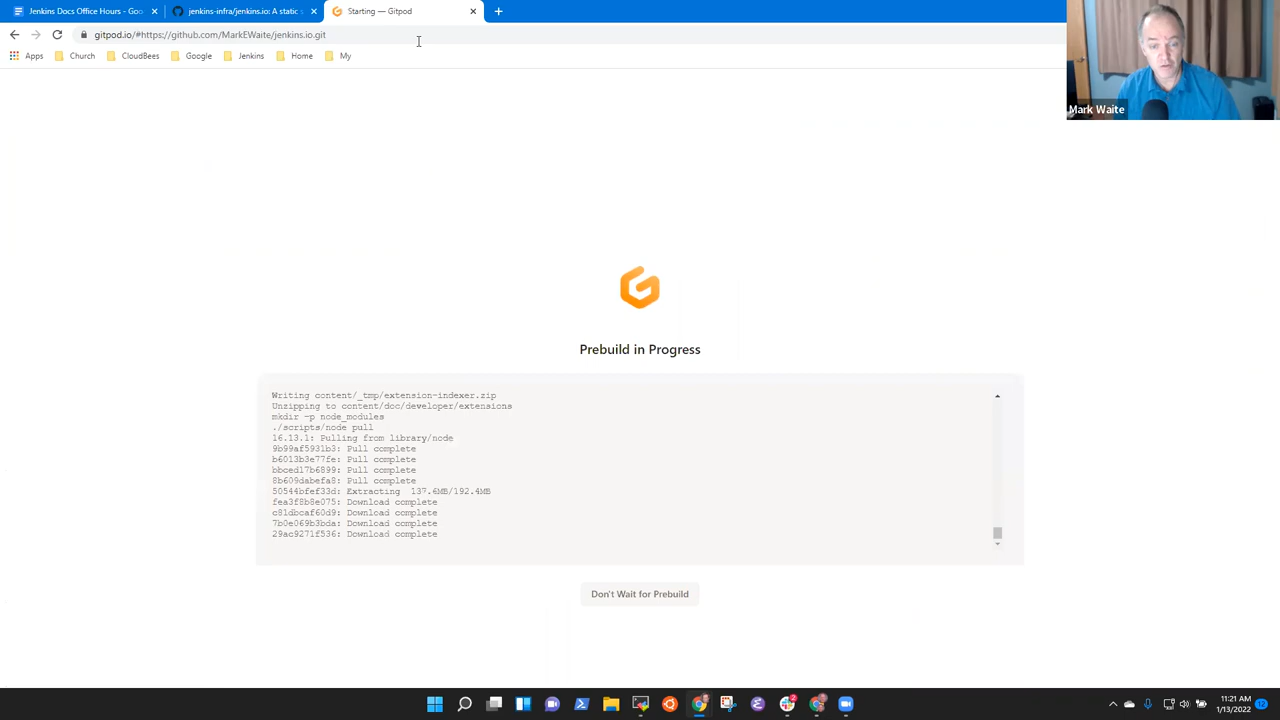 Jenkins Docs Office Hours - Goo
jenkins-infra/jenkins.io: A static s
Starting — Gitpod
gitpod.io/#https://github.com/MarkEWaite/jenkins.io.git
Apps
Church
CloudBees
Google
Jenkins
Home
My
Mark Waite
Prebuild in Progress
Writing content/_tmp/extension-indexer.zip
Unzipping to content/doc/developer/extensions
mkdir -p node_modules
./scripts/node pull
16.13.1: Pulling from library/node
9b99af5931b3: Pull complete
b6013b3e77fe: Pull complete
bbced17b6899: Pull complete
8b609dabefa8: Pull complete
50544bfef33d: Extracting  137.6MB/192.4MB
fea3f8b8e075: Download complete
c81dbcaf60d9: Download complete
7b0e069b3bda: Download complete
29ac9271f536: Download complete
Don't Wait for Prebuild
11:21 AM
1/13/2022